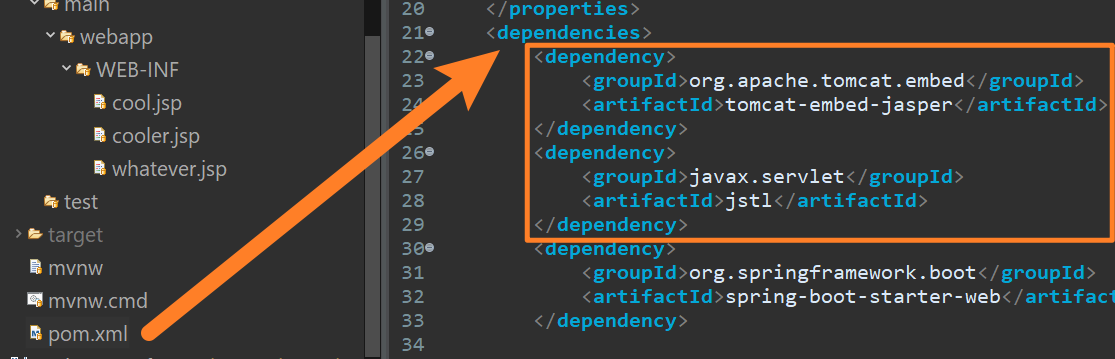 main
webapp
WEB-INF
cool.jsp
cooler.jsp
whatever.jsp
test
target
mvnw
mvnw.cmd
pom.xml
20 </properties>
21 <dependencies>
22 <dependency>
23 <groupId>org.apache.tomcat.embed</groupId>
24 <artifactId>tomcat-embed-jasper</artifactId>
25 </dependency>
26 <dependency>
27 <groupId>javax.servlet</groupId>
28 <artifactId>jstl</artifactId>
29 </dependency>
30 <dependency>
31 <groupId>org.springframework.boot</groupId>
32 <artifactId>spring-boot-starter-web</artifact
33 </dependency>
34